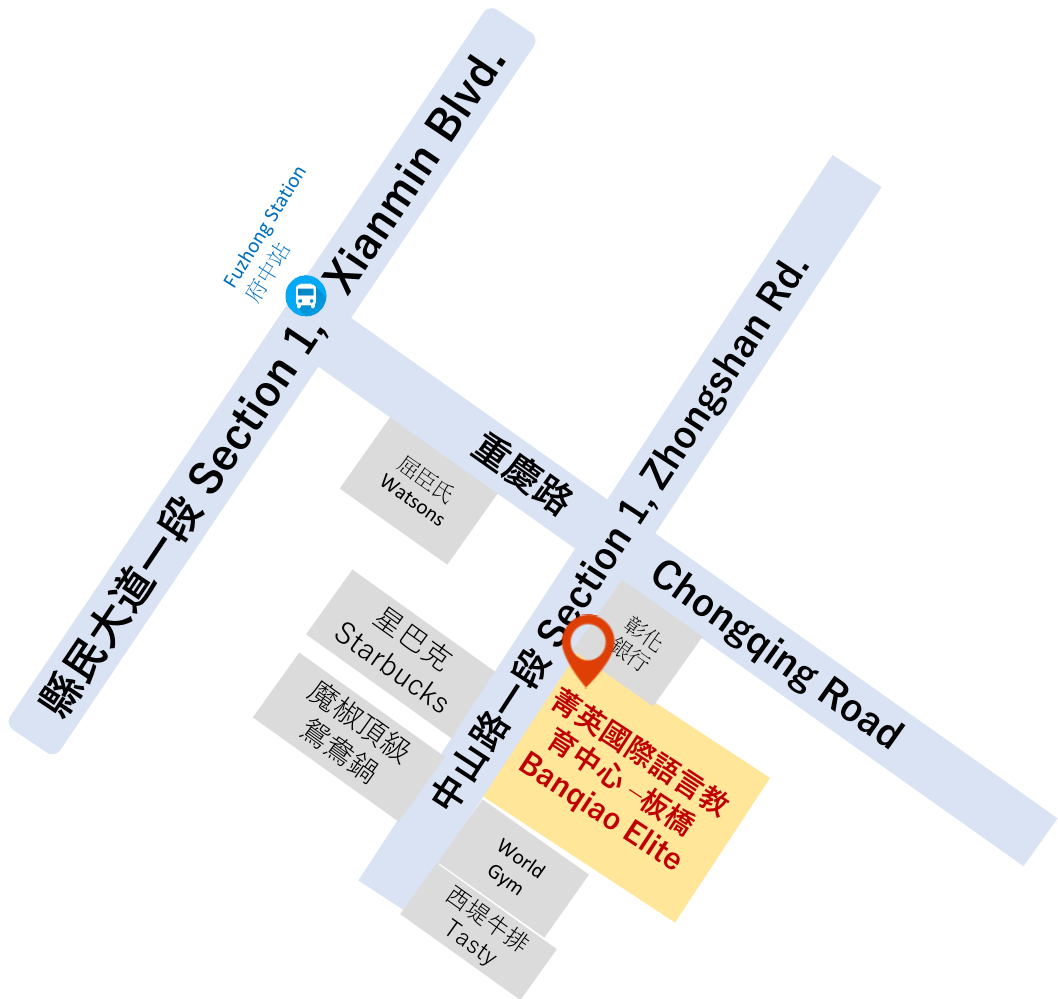 Fuzhong Station
府中站
縣民大道一段 Section 1, Xianmin Blvd.
重慶路
Chongqing Road
中山路一段 Section 1, Zhongshan Rd.
屈臣氏
Watsons
星巴克
Starbucks
魔椒頂級
鴛鴦鍋
彰化
銀行
菁英國際語言教
育中心 –板橋
Banqiao Elite
World
Gym
西堤牛排
Tasty